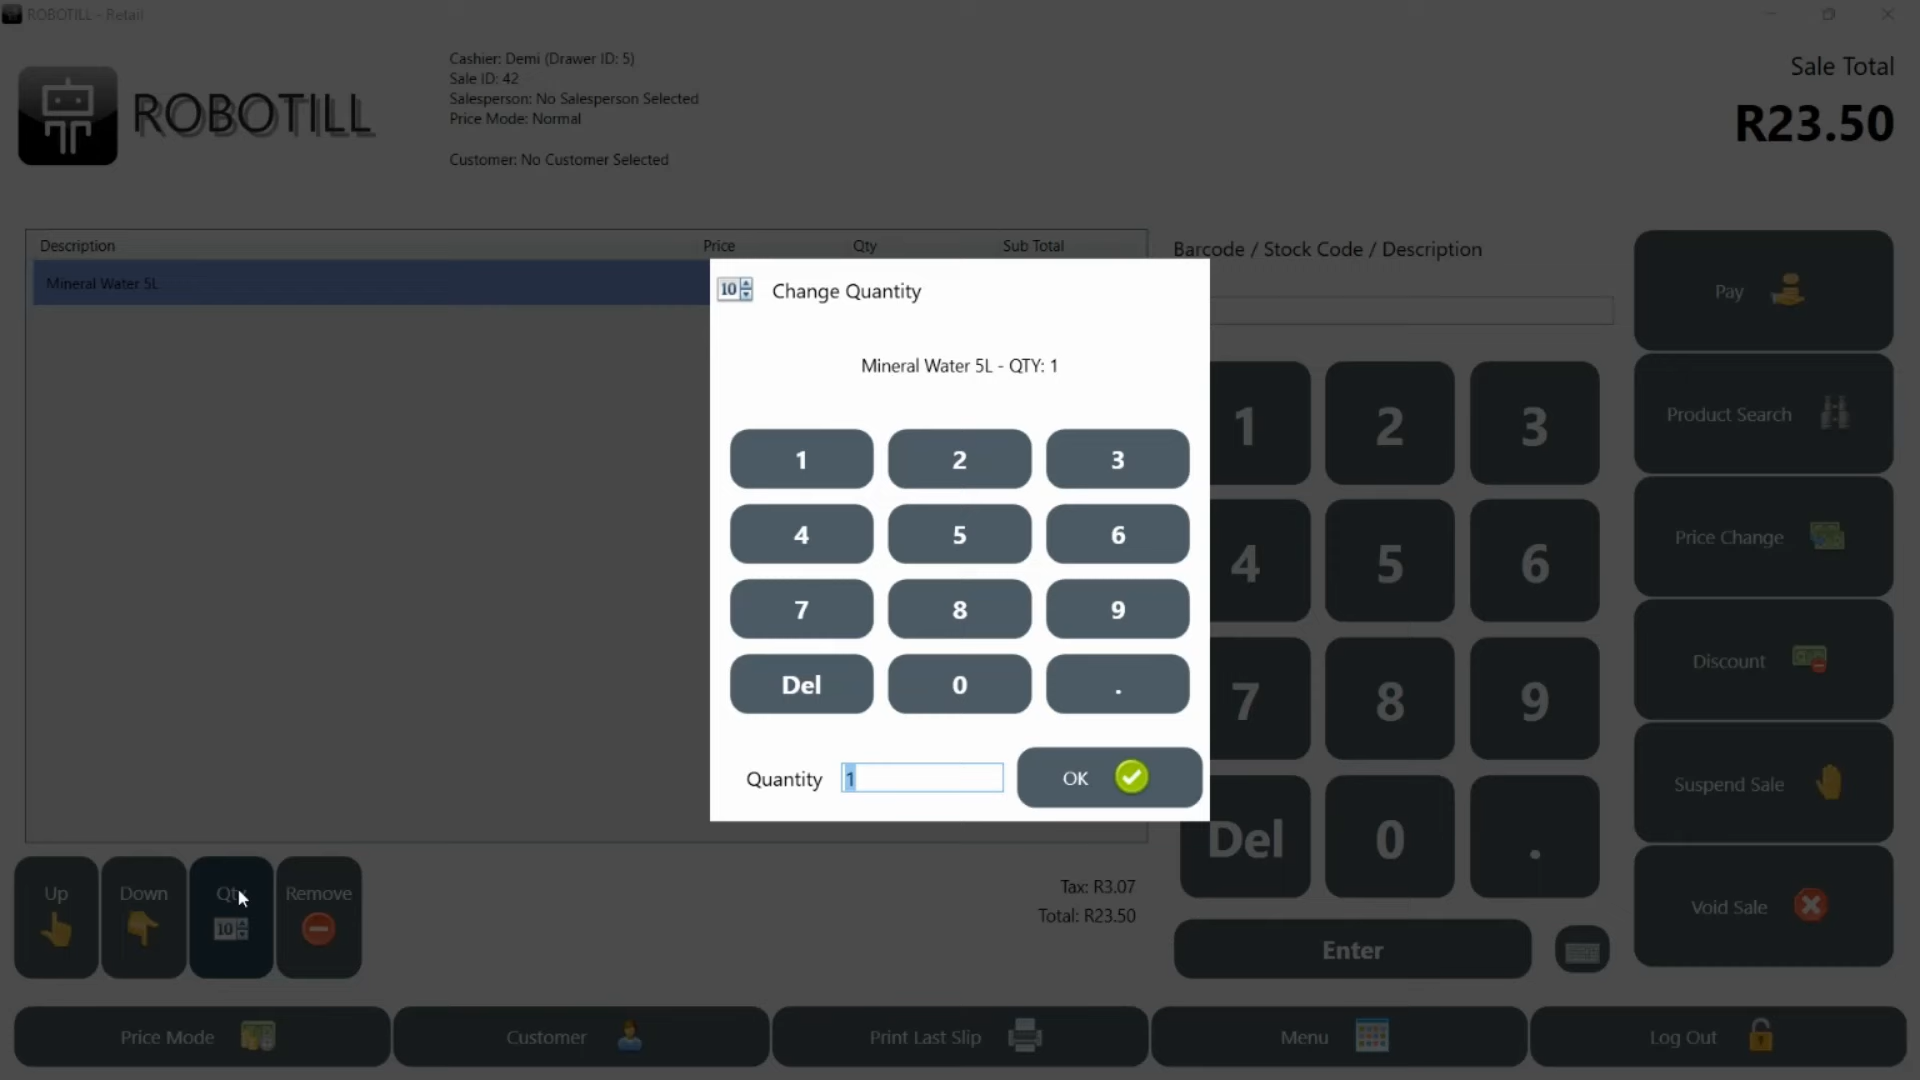 ROBOTILL - Retail
ROBOTILL
Cashier: Demi (Drawer ID: 5)
Sale ID: 42
Salesperson: No Salesperson Selected
Price Mode: Normal
Customer: No Customer Selected
Sale Total
R23.50
Description Price Qty Sub Total
Mineral Water 5L
Barcode / Stock Code / Description
10 Change Quantity
Mineral Water 5L - QTY: 1
1 2 3
4 5 6
7 8 9
Del 0 .
Quantity 1 OK
1 2 3
4 5 6
7 8 9
Del 0 .
Enter
Pay
Product Search
Price Change
Discount
Suspend Sale
Void Sale
Up Down Qty Remove
10
Tax: R3.07
Total: R23.50
Price Mode Customer Print Last Slip Menu Log Out